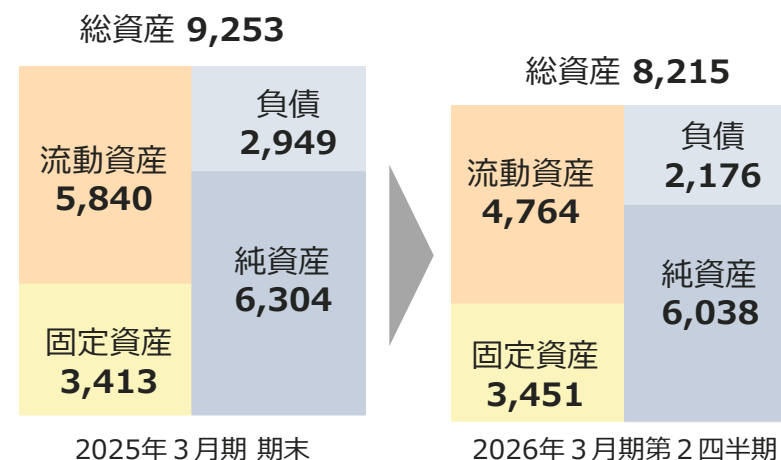 総資産 9,253
流動資産
5,840
負債
2,949
純資産
6,304
固定資産
3,413
2025年３月期 期末
総資産 8,215
流動資産
4,764
負債
2,176
純資産
6,038
固定資産
3,451
2026年３月期第２四半期